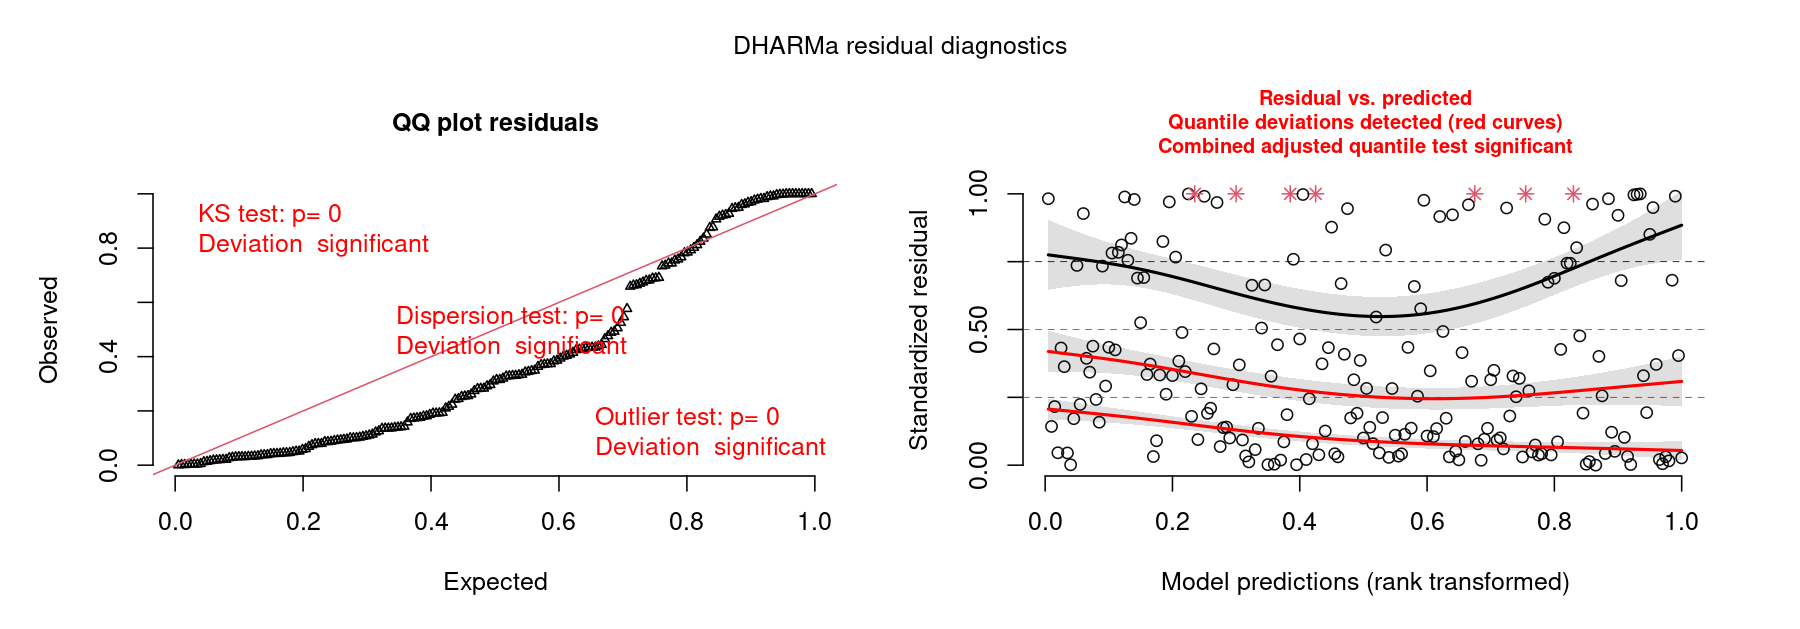 DHARMa residual diagnostics
QQ plot residuals
KS test: p= 0
Deviation  significant
Dispersion test: p= 0
Deviation  significant
Outlier test: p= 0
Deviation  significant
Observed
0.0
0.4
0.8
0.0 0.2 0.4 0.6 0.8 1.0
Expected
Residual vs. predicted
Quantile deviations detected (red curves)
Combined adjusted quantile test significant
Standardized residual
0.00
0.50
1.00
0.0 0.2 0.4 0.6 0.8 1.0
Model predictions (rank transformed)